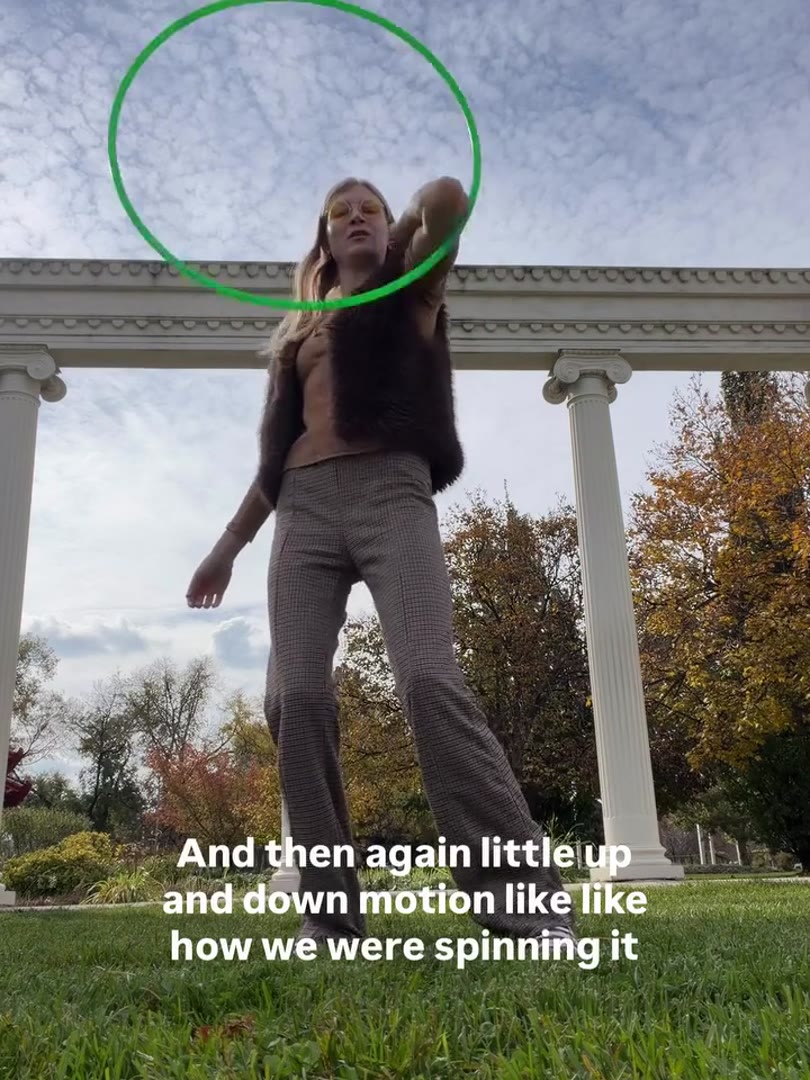 And then again little up
and down motion like like
how we were spinning it